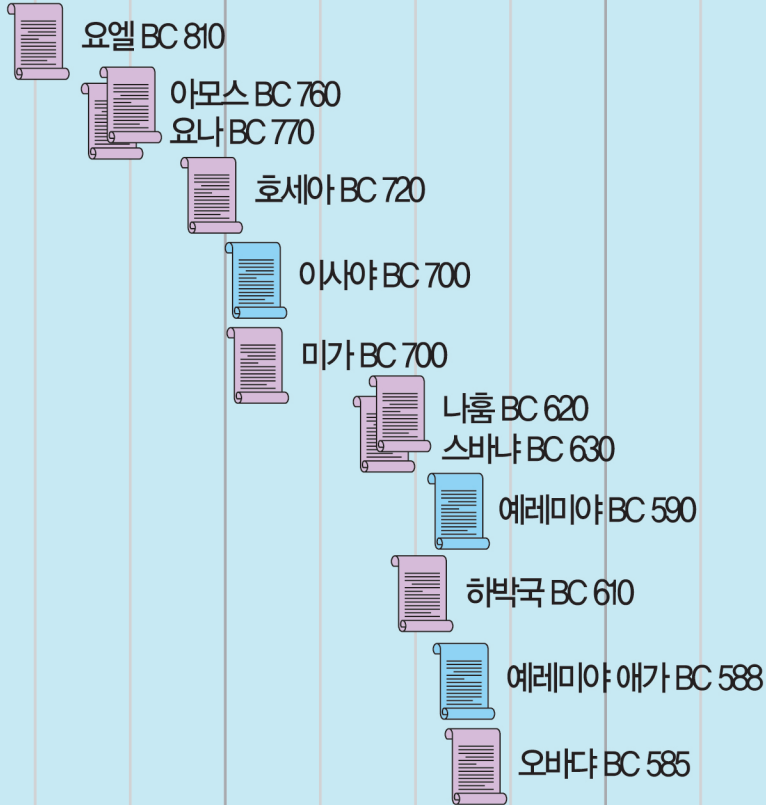 요엘 BC 810
아모스 BC 760
요나 BC 770
호세아 BC 720
이사야 BC 700
미가 BC 700
나훔 BC 620
스바냐 BC 630
예레미야 BC 590
하박국 BC 610
예레미야 애가 BC 588
오바댜 BC 585